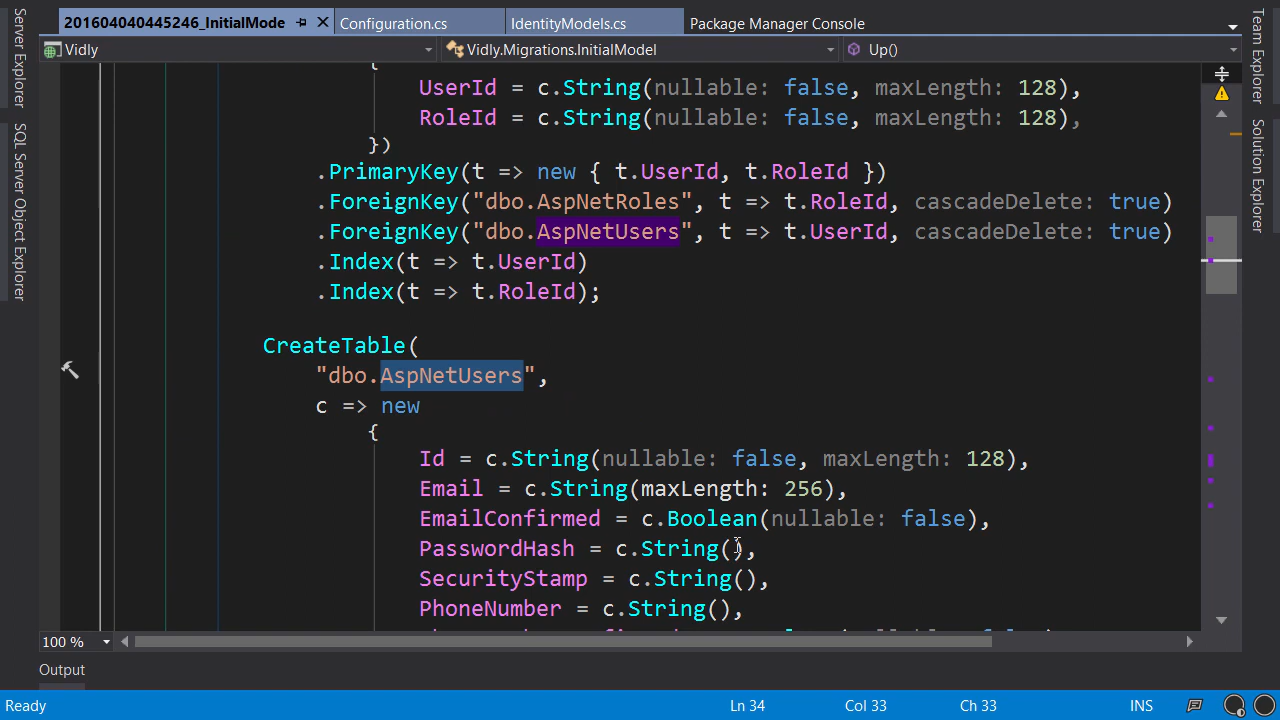 201604040445246_InitialMode
Configuration.cs
IdentityModels.cs
Package Manager Console
Vidly
Vidly.Migrations.InitialModel
Up()
Server Explorer
SQL Server Object Explorer
Team Explorer
Solution Explorer
{
UserId = c.String(nullable: false, maxLength: 128),
RoleId = c.String(nullable: false, maxLength: 128),
})
.PrimaryKey(t => new { t.UserId, t.RoleId })
.ForeignKey("dbo.AspNetRoles", t => t.RoleId, cascadeDelete: true)
.ForeignKey("dbo.AspNetUsers", t => t.UserId, cascadeDelete: true)
.Index(t => t.UserId)
.Index(t => t.RoleId);
CreateTable(
"dbo.AspNetUsers",
c => new
{
Id = c.String(nullable: false, maxLength: 128),
Email = c.String(maxLength: 256),
EmailConfirmed = c.Boolean(nullable: false),
PasswordHash = c.String(),
SecurityStamp = c.String(),
PhoneNumber = c.String(),
100 %
Output
Ready
Ln 34
Col 33
Ch 33
INS